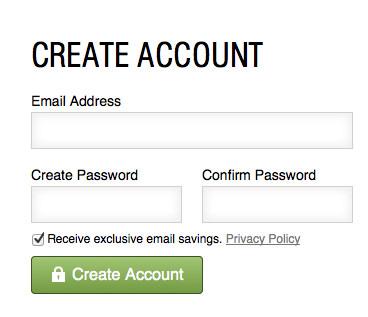 CREATE ACCOUNT
Email Address
Create Password Confirm Password
Receive exclusive email savings. Privacy Policy
Create Account